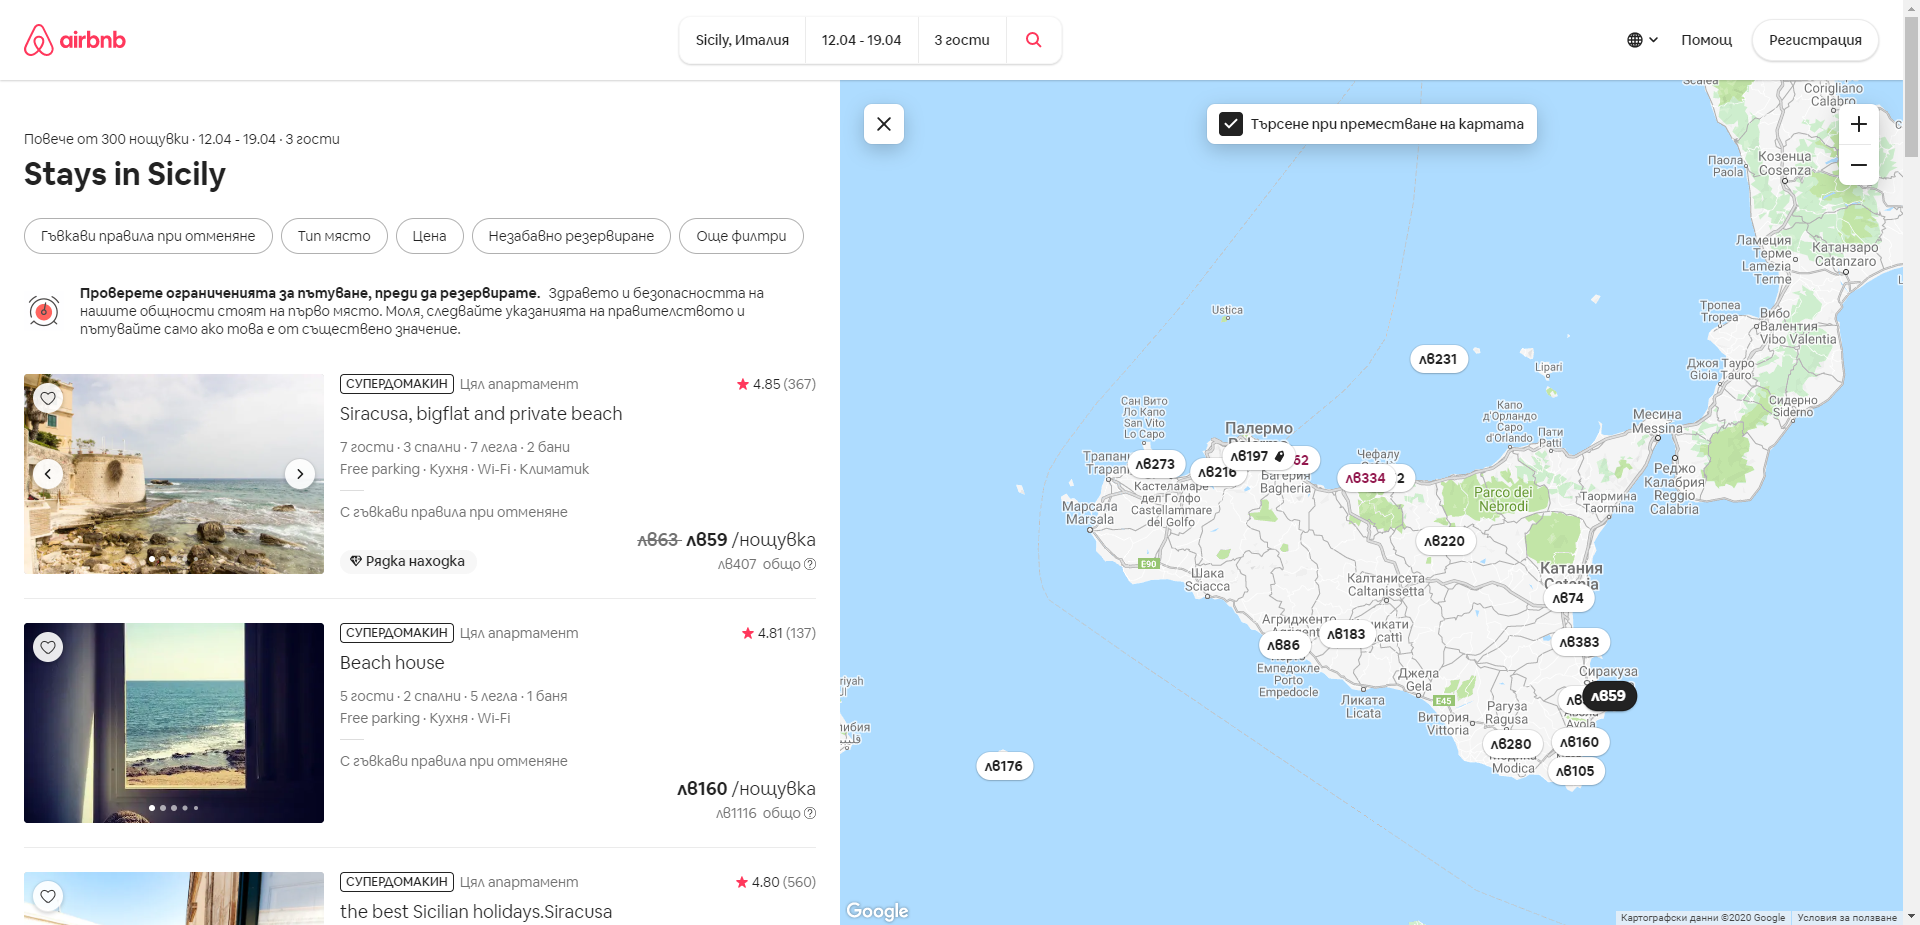 airbnb
Sicily, Италия
12.04 - 19.04
3 гости
Помощ
Регистрация
Повече от 300 нощувки · 12.04 - 19.04 · 3 гости
Stays in Sicily
Гъвкави правила при отменяне
Тип място
Цена
Незабавно резервиране
Още филтри
Проверете ограниченията за пътуване, преди да резервирате. Здравето и безопасността на
нашите общности стоят на първо място. Моля, следвайте указанията на правителството и
пътувайте само ако това е от съществено значение.
СУПЕРДОМАКИН Цял апартамент
4.85 (367)
Siracusa, bigflat and private beach
7 гости · 3 спални · 7 легла · 2 бани
Free parking · Кухня · Wi-Fi · Климатик
С гъвкави правила при отменяне
лв63 лв59 /нощувка
Рядка находка
лв407 общо
СУПЕРДОМАКИН Цял апартамент
4.81 (137)
Beach house
5 гости · 2 спални · 5 легла · 1 баня
Free parking · Кухня · Wi-Fi
С гъвкави правила при отменяне
лв160 /нощувка
лв1116 общо
СУПЕРДОМАКИН Цял апартамент
4.80 (560)
the best Sicilian holidays.Siracusa
Търсене при преместване на картата
Corigliano
Calabro
Паола
Paola
Козенца
Cosenza
Ламеция
Терме
Lamezia
Terme
Катанзаро
Catanzaro
Тропеа
Tropea
Вибо
Валентия
Vibo Valentia
Ustica
лв231
Lipari
Джоя Тауро
Gioia Tauro
Сидерно
Siderno
Сан Вито
Ло Капо
San Vito
Lo Capo
Капо
д'Орландо
Capo
d'Orlando
Пати
Patti
Месина
Messina
Палермо
Трапани
Trapani
лв273
лв216
лв197
62
Чефалу
лв334
2
Багерия
Bagheria
Реджо
Калабрия
Reggio
Calabria
Кастеламаре
дел Голфо
Castellammare
del Golfo
Parco dei
Nebrodi
Таормина
Taormina
Марсала
Marsala
лв220
E90
Шака
Sciacca
Калтанисета
Caltanissetta
Катания
Catania
лв74
Агридженто
лв86
лв183
лв383
Емпедокле
Porto
Empedocle
Джела
Gela
Сиракуза
лв59
E45
Ликата
Licata
Витория
Vittoria
Рагуза
Ragusa
Avola
лв280
лв160
Modica
лв105
лв176
Google
Картографски данни ©2020 Google
Условия за ползване